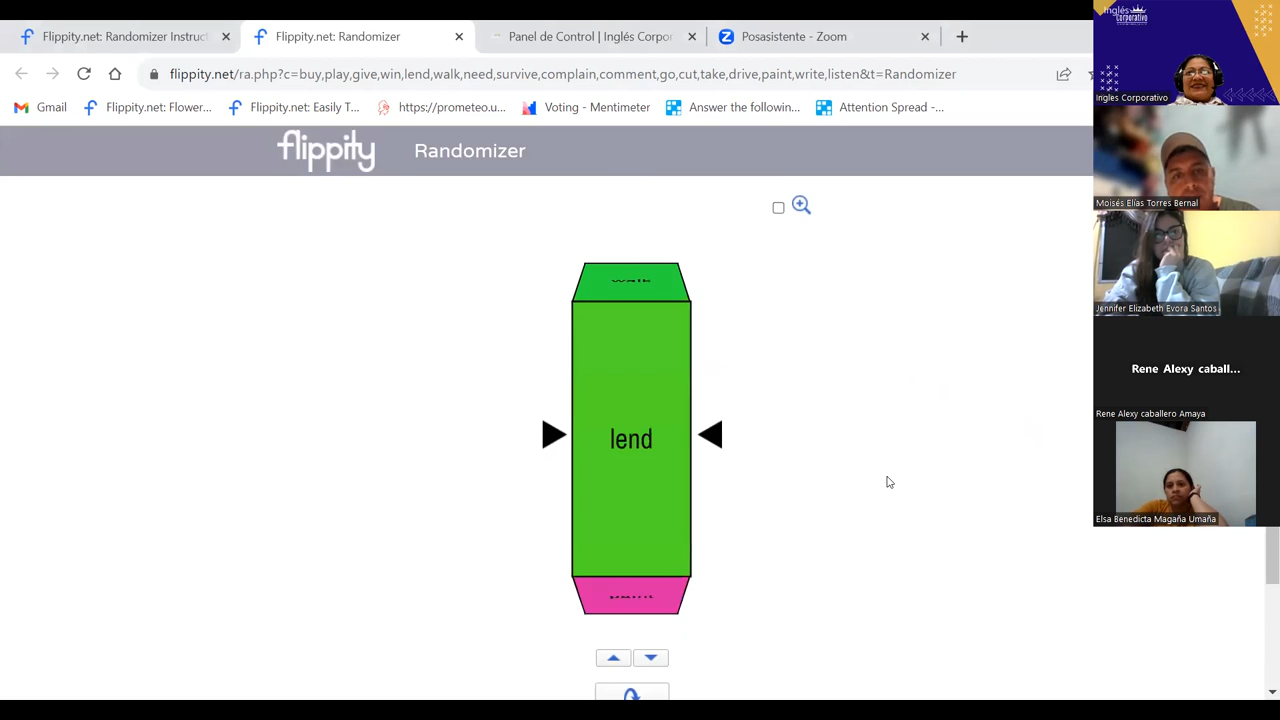 Flippity.net: Randomizer Instruct
Flippity.net: Randomizer
Panel de Control | Inglés Corpor
Posasistente - Zoom
flippity.net/ra.php?c=buy,play,give,win,lend,walk,need,survive,complain,comment,go,cut,take,drive,paint,write,listen&t=Randomizer
Gmail
Flippity.net: Flower...
Flippity.net: Easily T...
https://prometeo.u...
Voting - Mentimeter
Answer the followin...
Attention Spread -...
flippity
Randomizer
lend
Inglés
Corporativo
Ingles Corporativo
Moisés Elías Torres Bernal
Jennifer Elizabeth Evora Santos
Rene Alexy caball...
Rene Alexy caballero Amaya
Elsa Benedicta Magaña Umaña